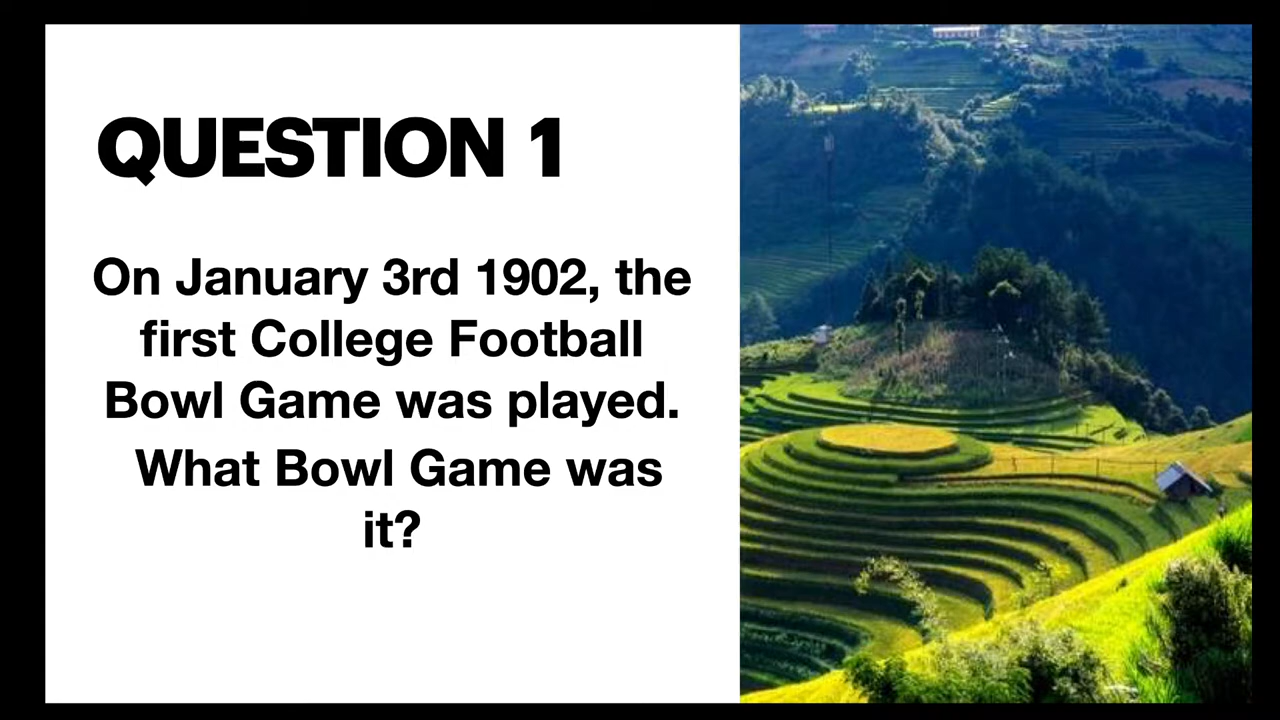 QUESTION 1
On January 3rd 1902, the
first College Football
Bowl Game was played.
What Bowl Game was
it?